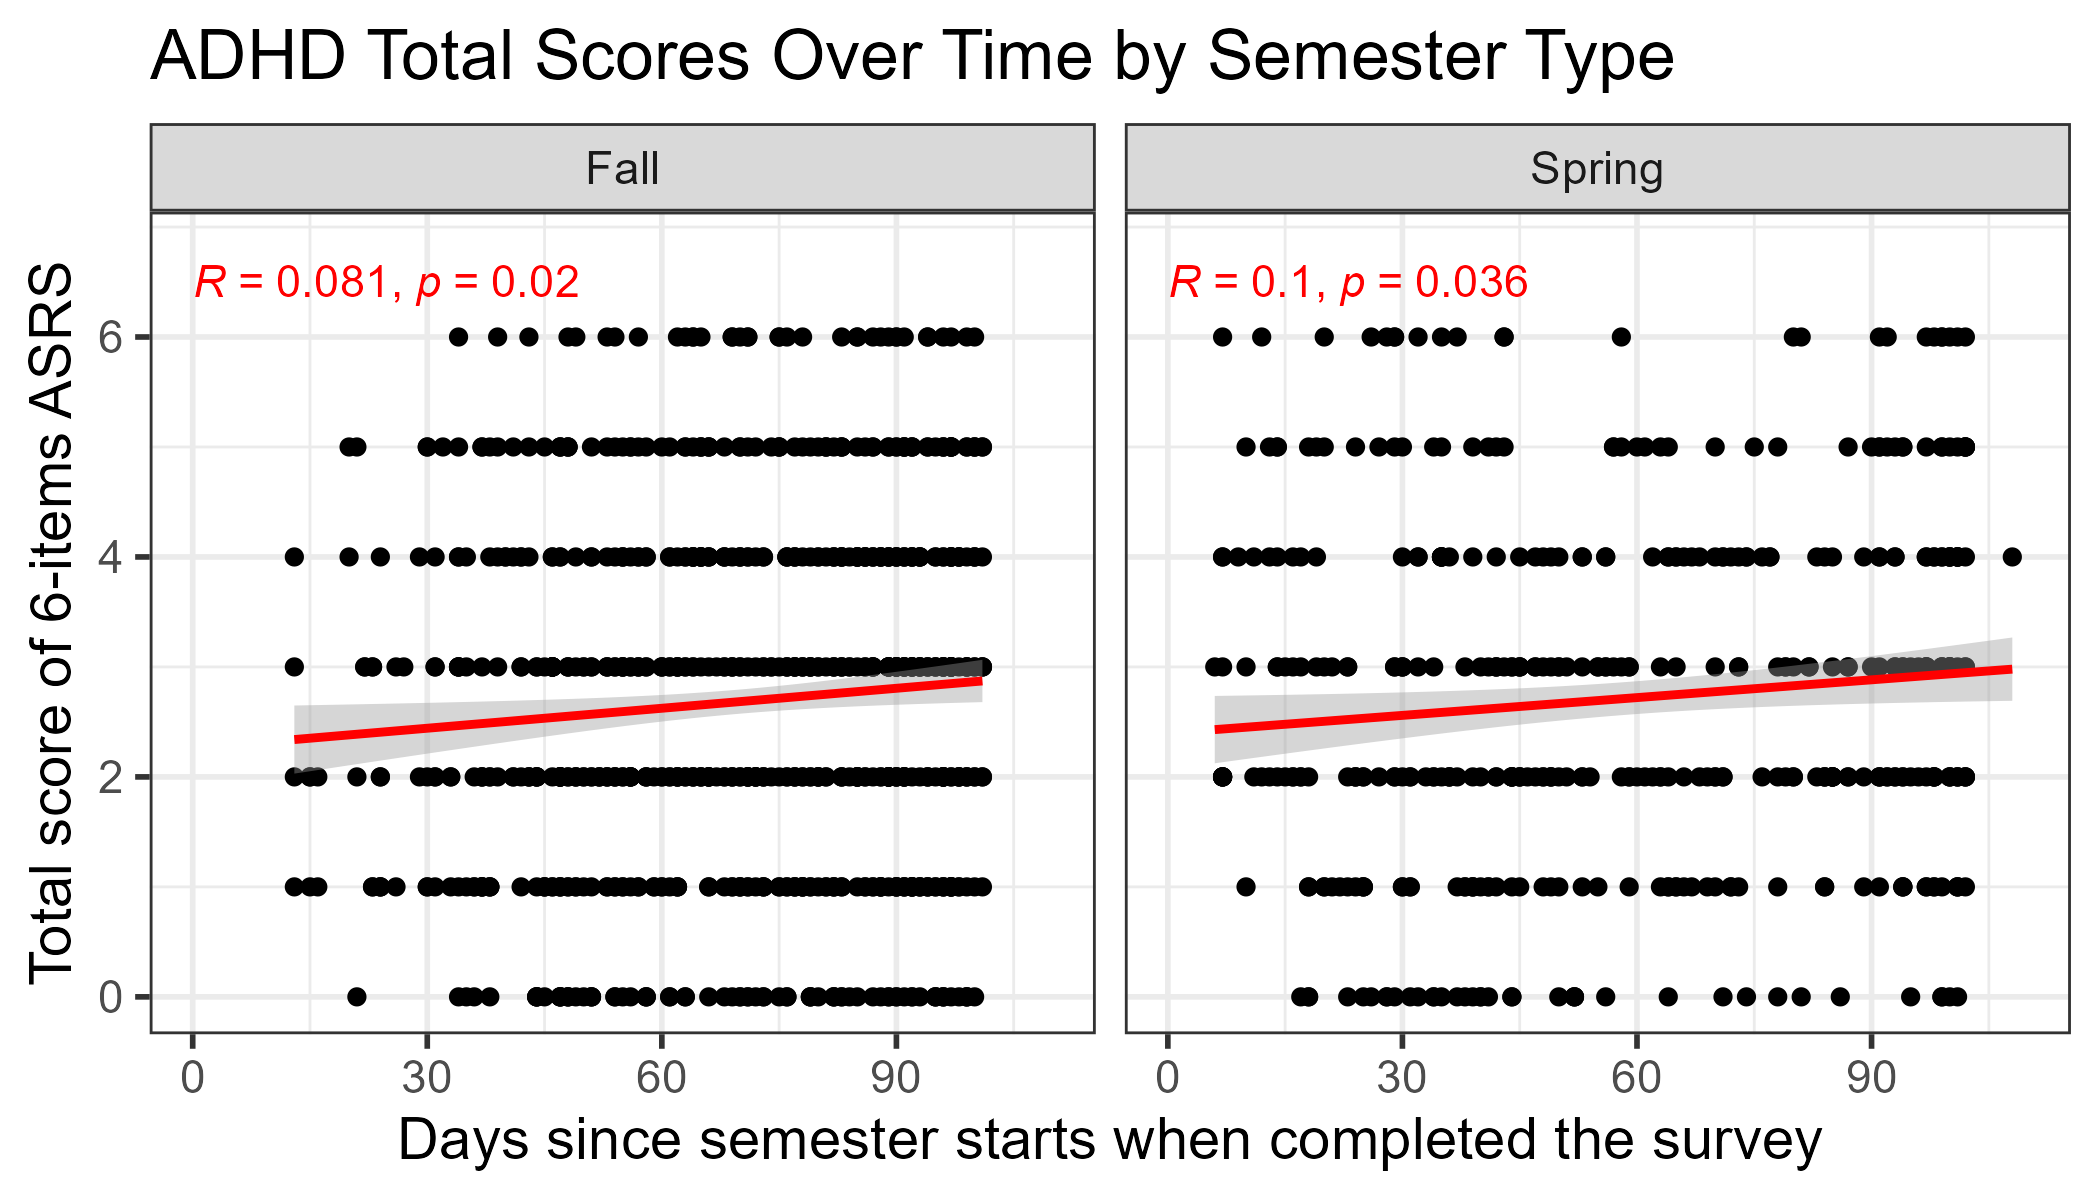 ADHD Total Scores Over Time by Semester Type
Fall
Spring
R = 0.081, p = 0.02
R = 0.1, p = 0.036
Total score of 6-items ASRS
6
4
2
0
0 30 60 90
0 30 60 90
Days since semester starts when completed the survey